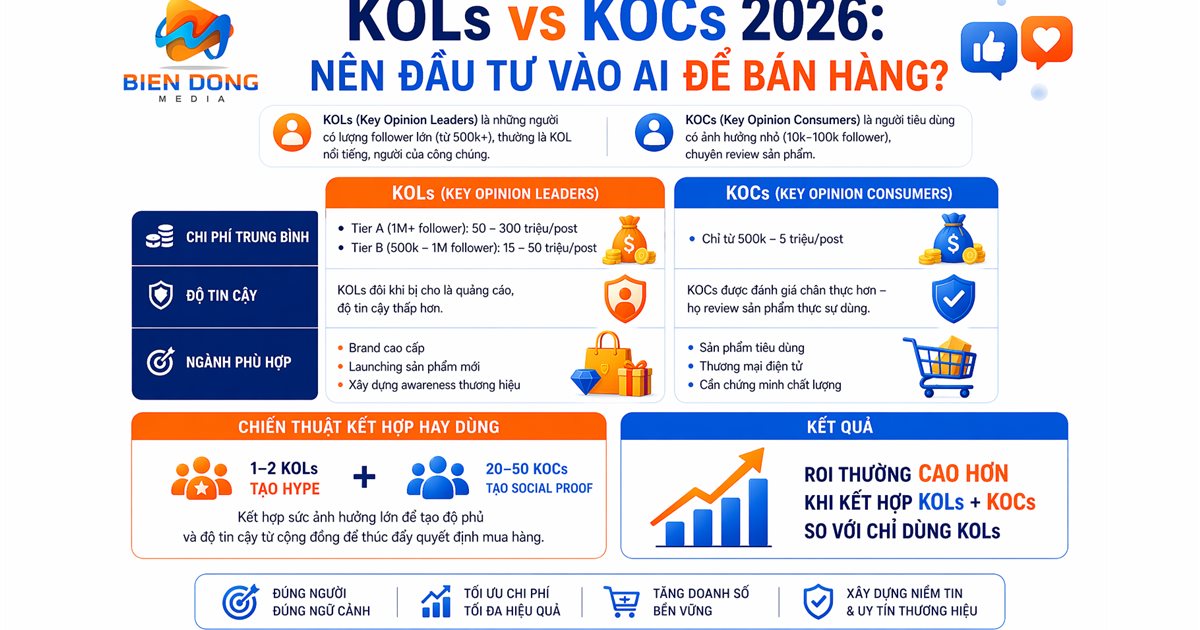 KOLs vs KOCs 2026:
NÊN ĐẦU TƯ VÀO AI ĐỂ BÁN HÀNG?
BIEN DONG
MEDIA
KOLs (Key Opinion Leaders) là những người
có lượng follower lớn (từ 500k+), thường là KOL
nổi tiếng, người của công chúng.
KOCs (Key Opinion Consumers) là người tiêu dùng
có ảnh hưởng nhỏ (10k–100k follower),
chuyên review sản phẩm.
KOLs (KEY OPINION LEADERS)
KOCs (KEY OPINION CONSUMERS)
CHI PHÍ TRUNG BÌNH
• Tier A (1M+ follower): 50 – 300 triệu/post
• Tier B (500k – 1M follower): 15 – 50 triệu/post
$
• Chỉ từ 500k – 5 triệu/post
$
ĐỘ TIN CẬY
KOLs đôi khi bị cho là quảng cáo,
độ tin cậy thấp hơn.
KOCs được đánh giá chân thực hơn –
họ review sản phẩm thực sự dùng.
NGÀNH PHÙ HỢP
• Brand cao cấp
• Launching sản phẩm mới
• Xây dựng awareness thương hiệu
• Sản phẩm tiêu dùng
• Thương mại điện tử
• Cần chứng minh chất lượng
CHIẾN THUẬT KẾT HỢP HAY DÙNG
1–2 KOLs
TẠO HYPE
+
20–50 KOCs
TẠO SOCIAL PROOF
Kết hợp sức ảnh hưởng lớn để tạo độ phủ
và độ tin cậy từ cộng đồng để thúc đẩy quyết định mua hàng.
KẾT QUẢ
ROI THƯỜNG CAO HƠN
KHI KẾT HỢP KOLs + KOCs
SO VỚI CHỈ DÙNG KOLs
ĐÚNG NGƯỜI
ĐÚNG NGỮ CẢNH
TỐI ƯU CHI PHÍ
TỐI ĐA HIỆU QUẢ
TĂNG DOANH SỐ
BỀN VỮNG
XÂY DỰNG NIỀM TIN
& UY TÍN THƯƠNG HIỆU